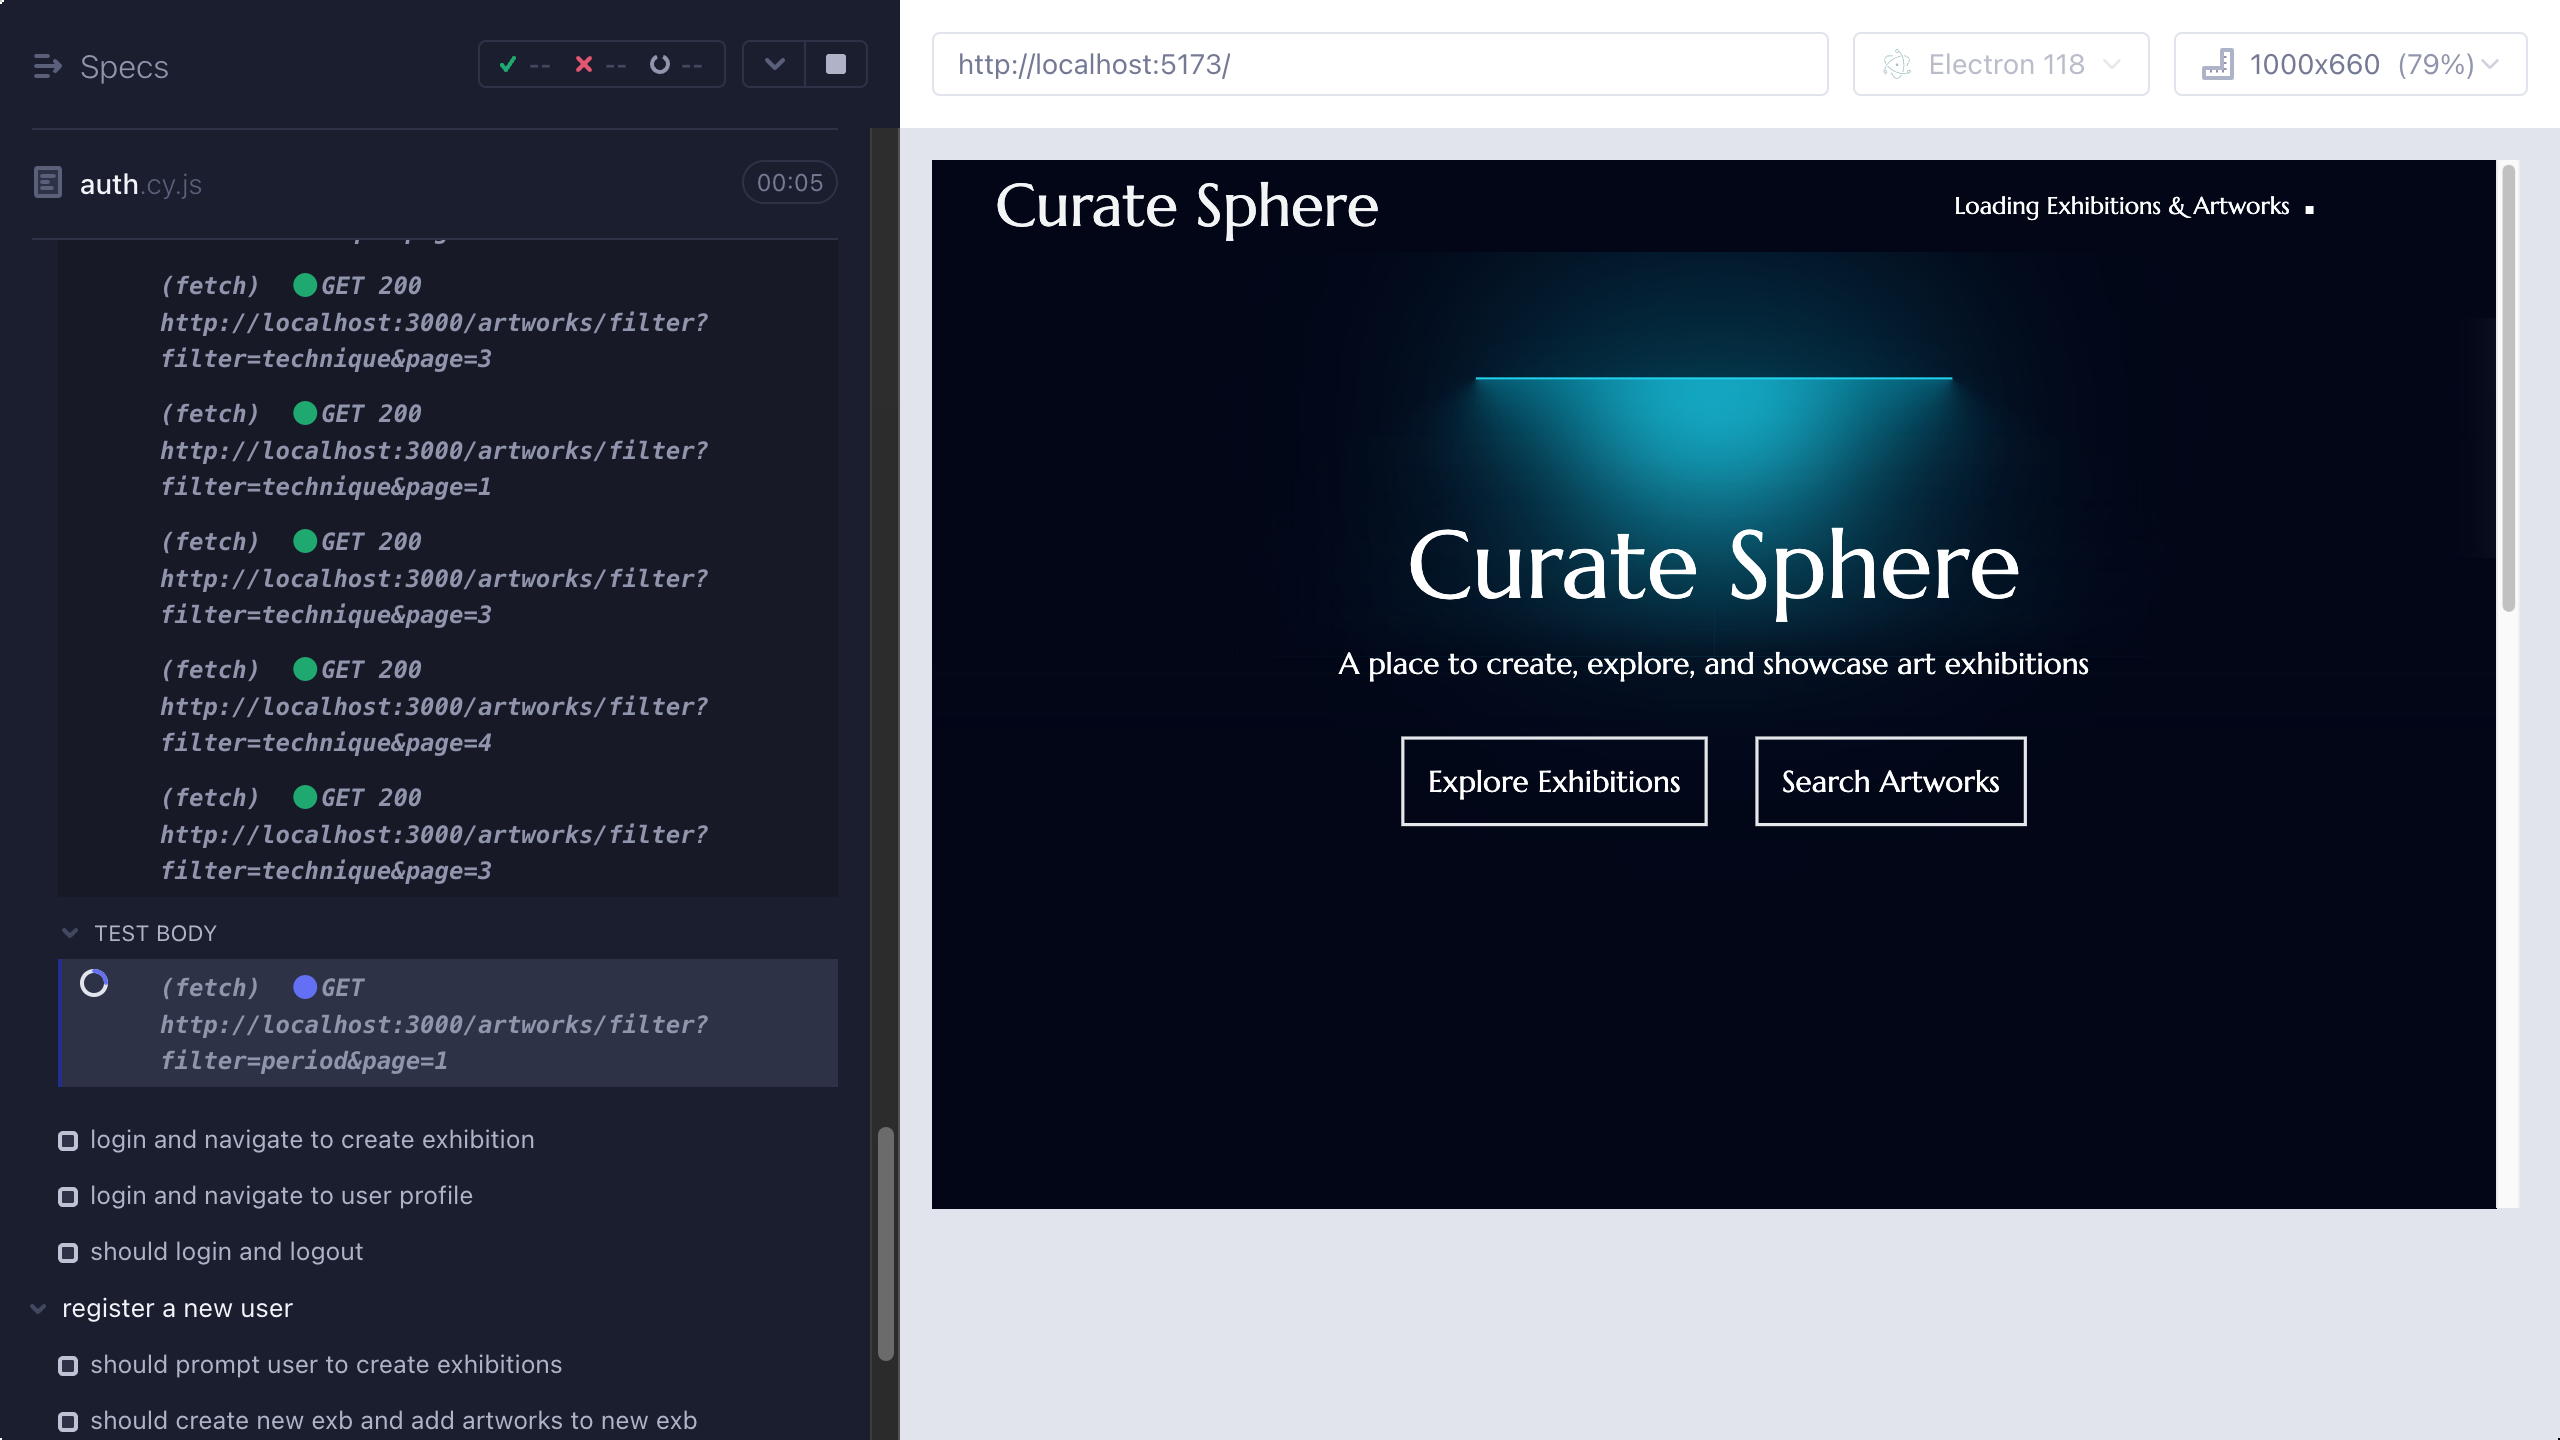 Specs
-- -- --
http://localhost:5173/
Electron 118
1000x660 (79%)
auth.cy.js
00:05
(fetch) GET 200
http://localhost:3000/artworks/filter?
filter=technique&page=3
(fetch) GET 200
http://localhost:3000/artworks/filter?
filter=technique&page=1
(fetch) GET 200
http://localhost:3000/artworks/filter?
filter=technique&page=3
(fetch) GET 200
http://localhost:3000/artworks/filter?
filter=technique&page=4
(fetch) GET 200
http://localhost:3000/artworks/filter?
filter=technique&page=3
TEST BODY
(fetch) GET
http://localhost:3000/artworks/filter?
filter=period&page=1
login and navigate to create exhibition
login and navigate to user profile
should login and logout
register a new user
should prompt user to create exhibitions
should create new exb and add artworks to new exb
Curate Sphere
Loading Exhibitions & Artworks
Curate Sphere
A place to create, explore, and showcase art exhibitions
Explore Exhibitions
Search Artworks